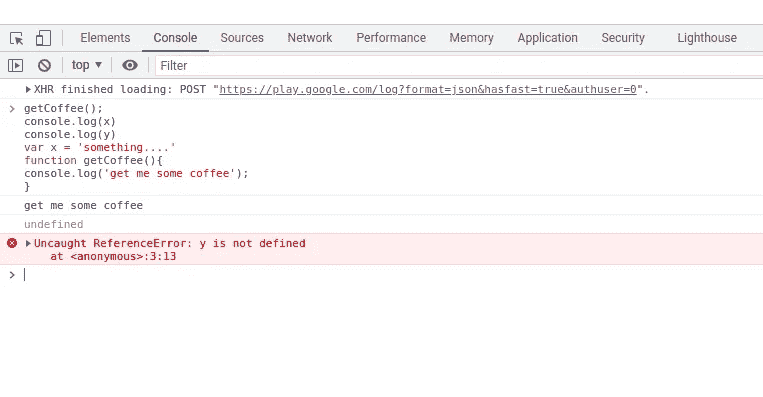 Elements Console Sources Network Performance Memory Application Security Lighthouse
top Filter
XHR finished loading: POST "https://play.google.com/log?format=json&hasfast=true&authuser=0".
getCoffee();
console.log(x)
console.log(y)
var x = 'something....'
function getCoffee(){
console.log('get me some coffee');
}
get me some coffee
undefined
Uncaught ReferenceError: y is not defined
at <anonymous>:3:13